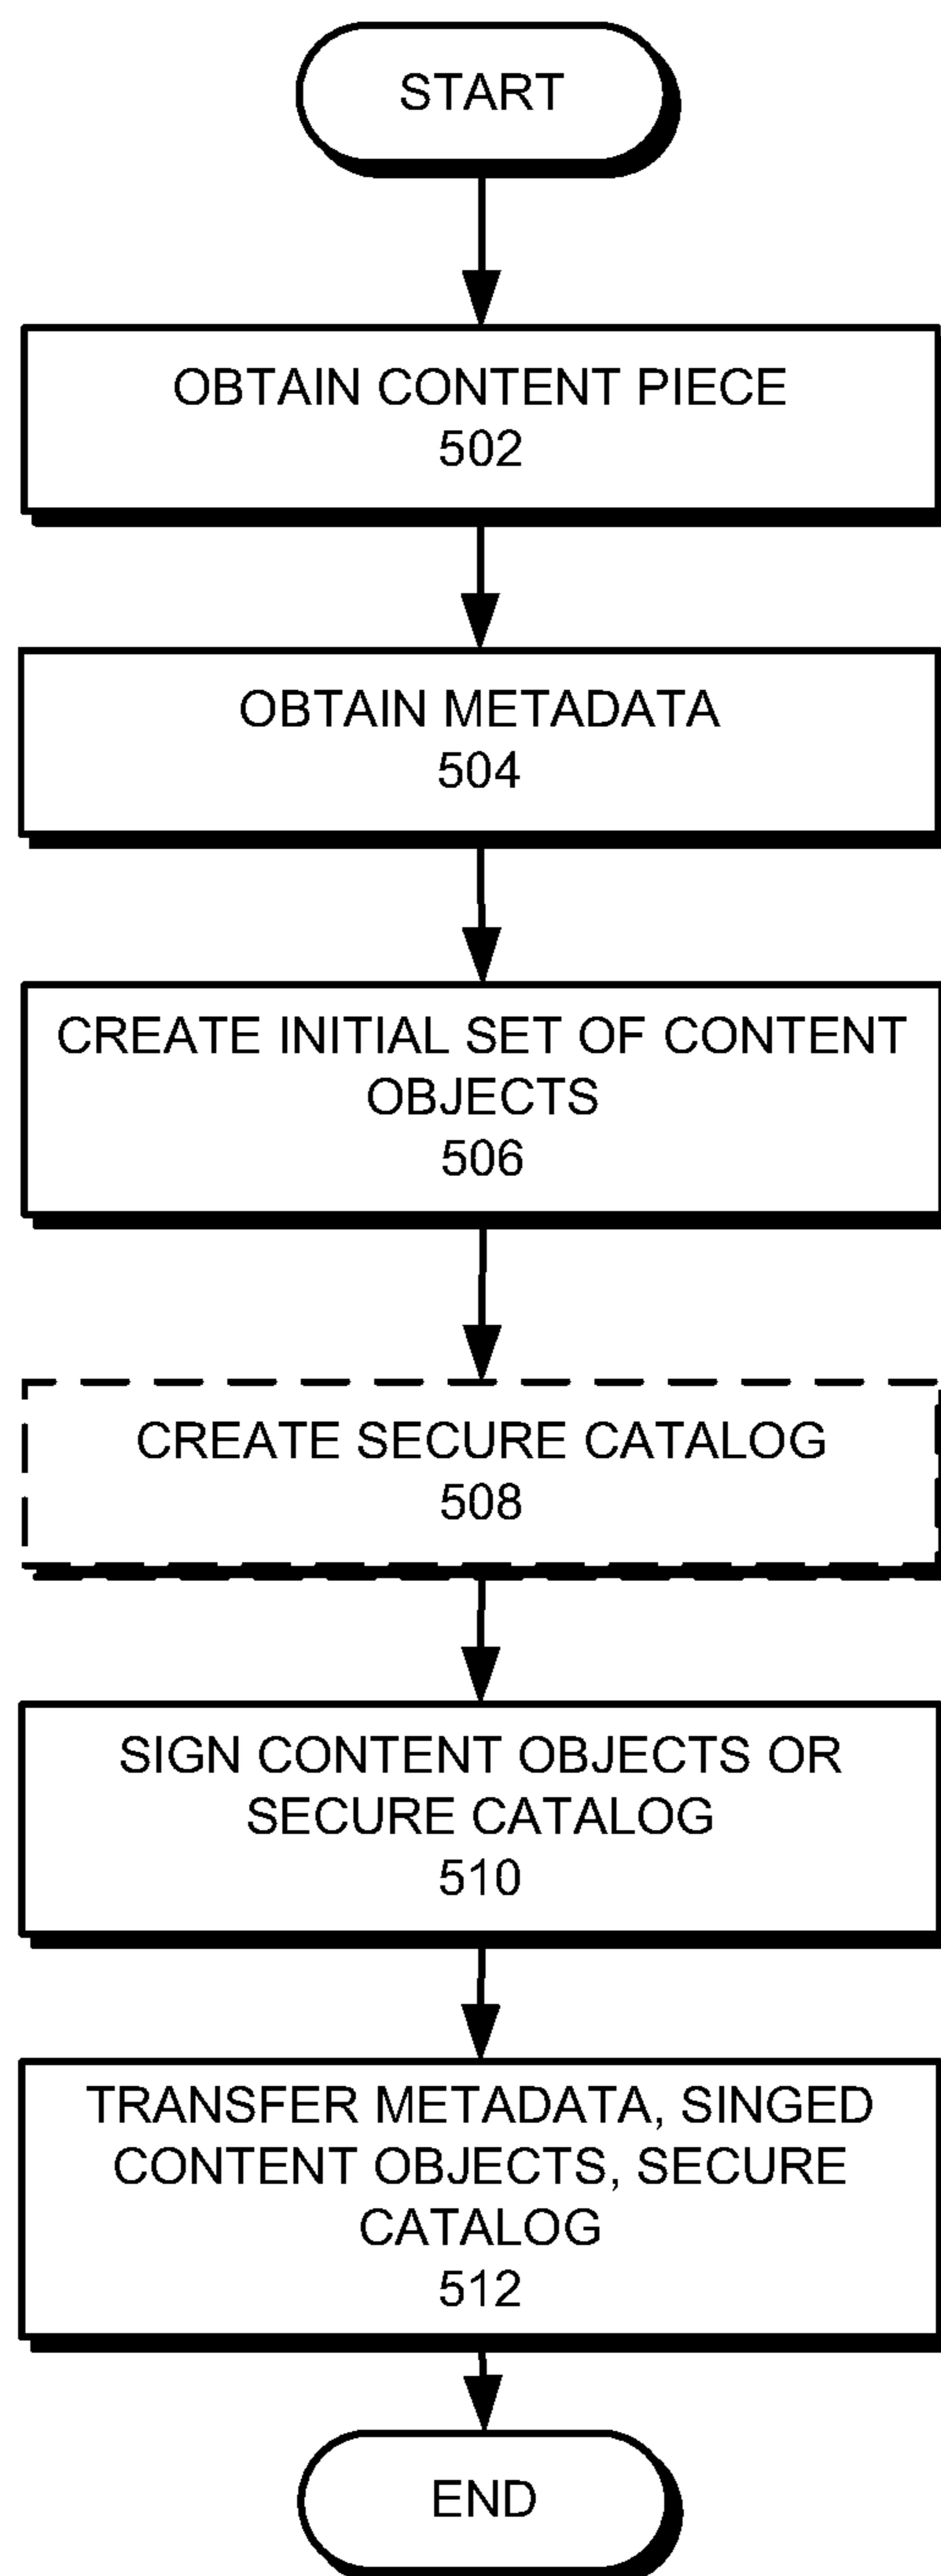 START
OBTAIN CONTENT PIECE
502
OBTAIN METADATA
504
CREATE INITIAL SET OF CONTENT
OBJECTS
506
CREATE SECURE CATALOG
508
SIGN CONTENT OBJECTS OR
SECURE CATALOG
510
TRANSFER METADATA, SINGED
CONTENT OBJECTS, SECURE
CATALOG
512
END